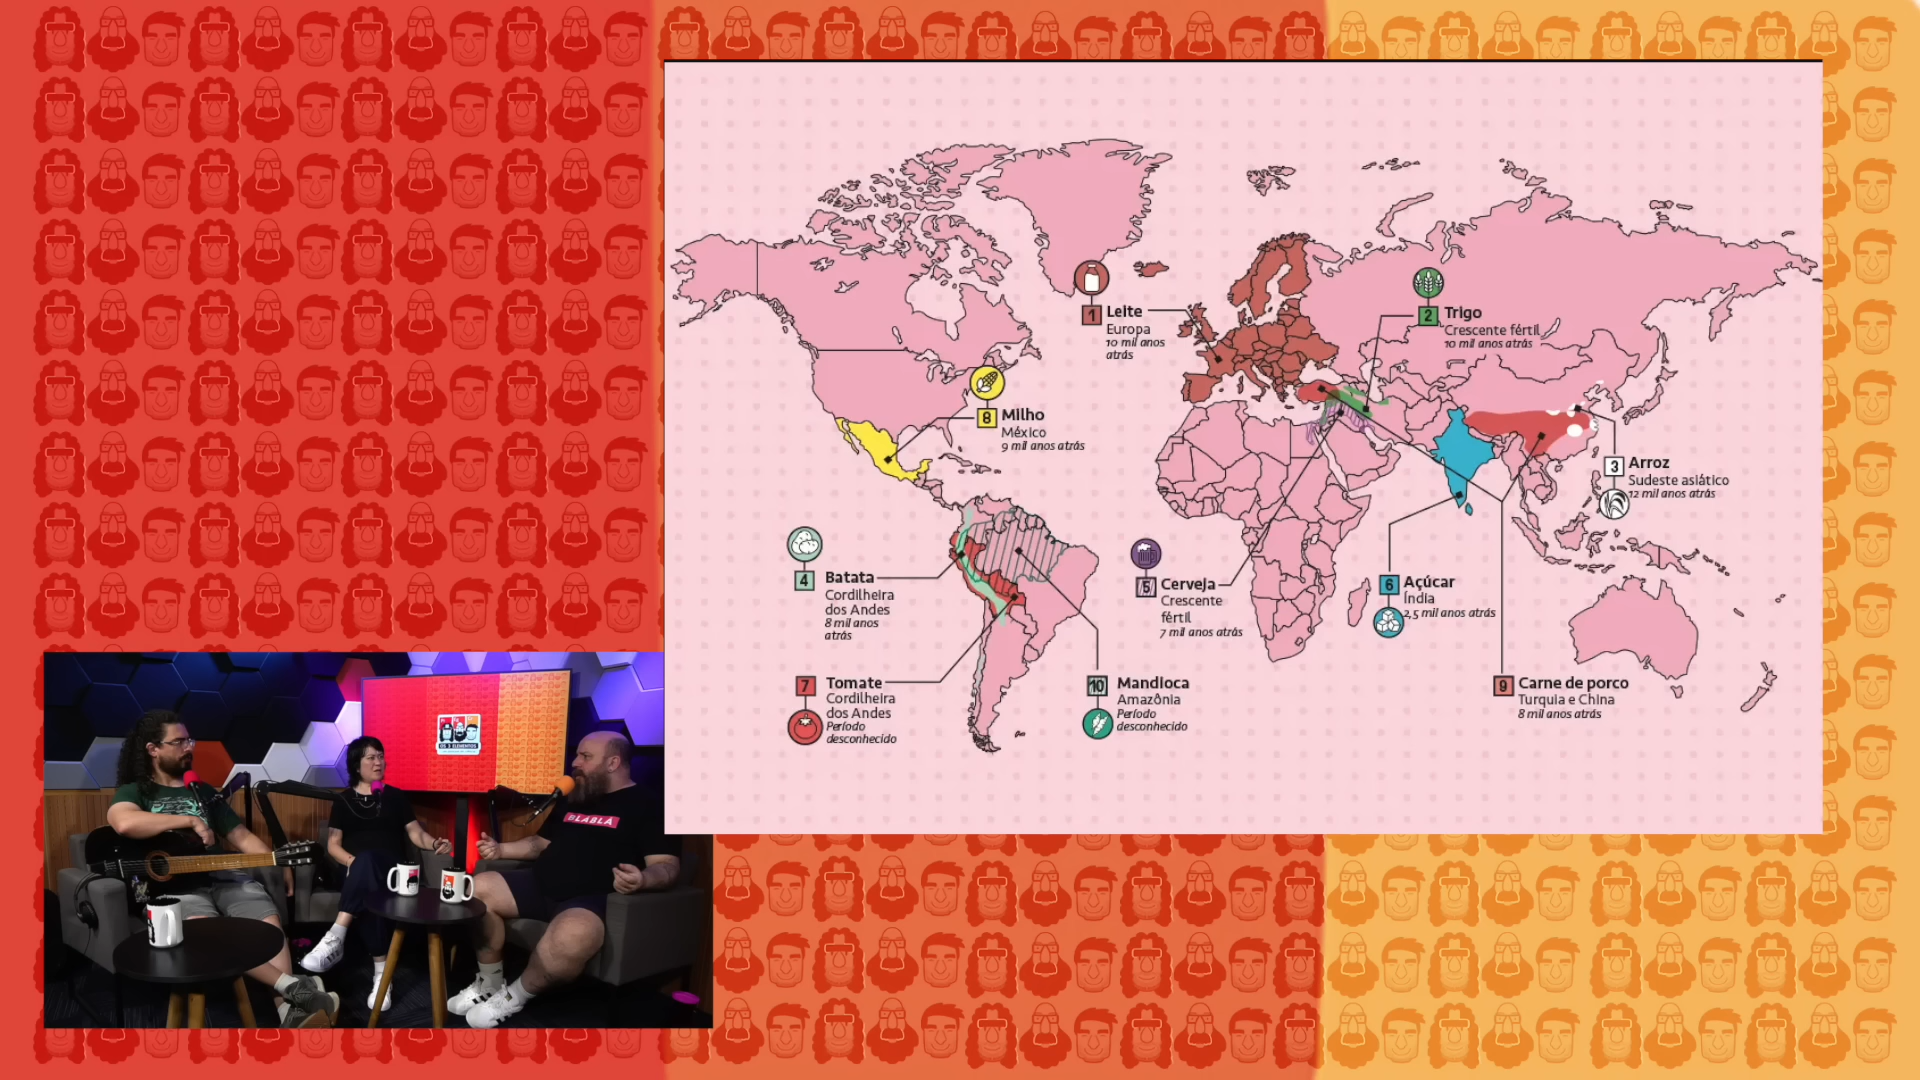 1 Leite
Europa
10 mil anos
atrás
2 Trigo
Crescente fértil
10 mil anos atrás
8 Milho
México
9 mil anos atrás
3 Arroz
Sudeste asiático
12 mil anos atrás
4 Batata
Cordilheira
dos Andes
8 mil anos
atrás
5 Cerveja
Crescente
fértil
7 mil anos atrás
6 Açúcar
Índia
2,5 mil anos atrás
7 Tomate
Cordilheira
dos Andes
Período
desconhecido
10 Mandioca
Amazônia
Período
desconhecido
9 Carne de porco
Turquia e China
8 mil anos atrás
OS 3 ELEMENTOS
BLABLÁ